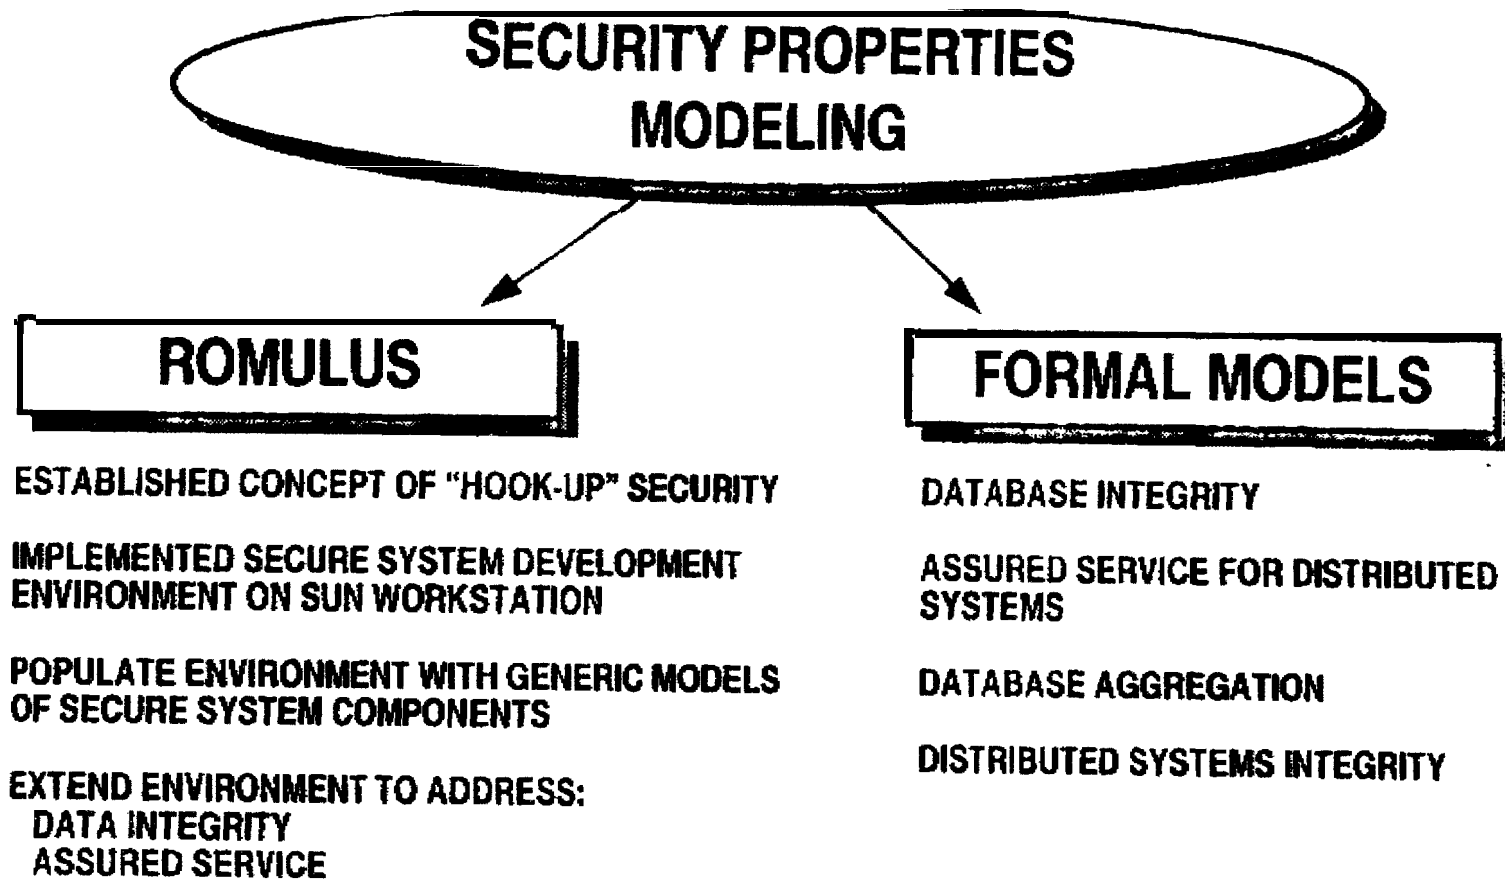 SECURITY PROPERTIES
MODELING
ROMULUS
ESTABLISHED CONCEPT OF "HOOK-UP" SECURITY
IMPLEMENTED SECURE SYSTEM DEVELOPMENT
ENVIRONMENT ON SUN WORKSTATION
POPULATE ENVIRONMENT WITH GENERIC MODELS
OF SECURE SYSTEM COMPONENTS
EXTEND ENVIRONMENT TO ADDRESS:
DATA INTEGRITY
ASSURED SERVICE
FORMAL MODELS
DATABASE INTEGRITY
ASSURED SERVICE FOR DISTRIBUTED
SYSTEMS
DATABASE AGGREGATION
DISTRIBUTED SYSTEMS INTEGRITY